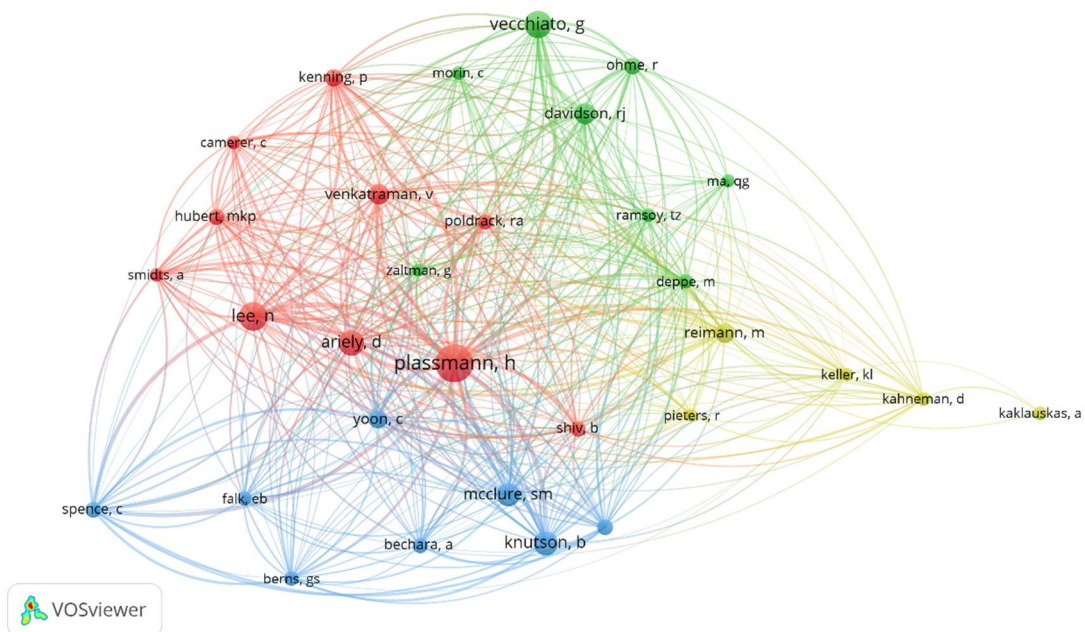 vecchiato, g
ohme, r
morin, c
kenning, p
davidson, rj
camerer, c
ma, qg
venkatraman, v
hubert, mkp
poldrack, ra
ramsoy, tz
zaltman, g
smidts, a
deppe, m
lee, n
reimann, m
ariely, d
plassmann, h
keller, kl
kahneman, d
kaklauskas, a
pieters, r
yoon, c
shiv, b
mcclure, sm
falk, eb
spence, c
knutson, b
bechara, a
berns, gs
VOSviewer